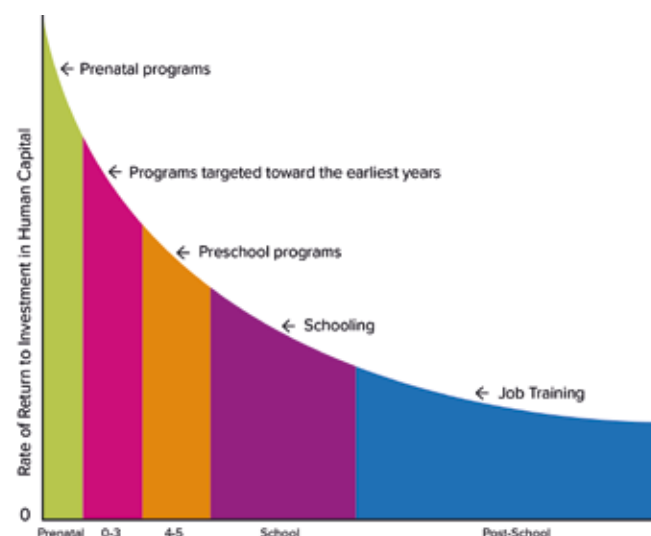 ← Prenatal programs
← Programs targeted toward the earliest years
← Preschool programs
← Schooling
← Job Training
Rate of Return to Investment in Human Capital
0
Prenatal 0-3 4-5 School Post-School